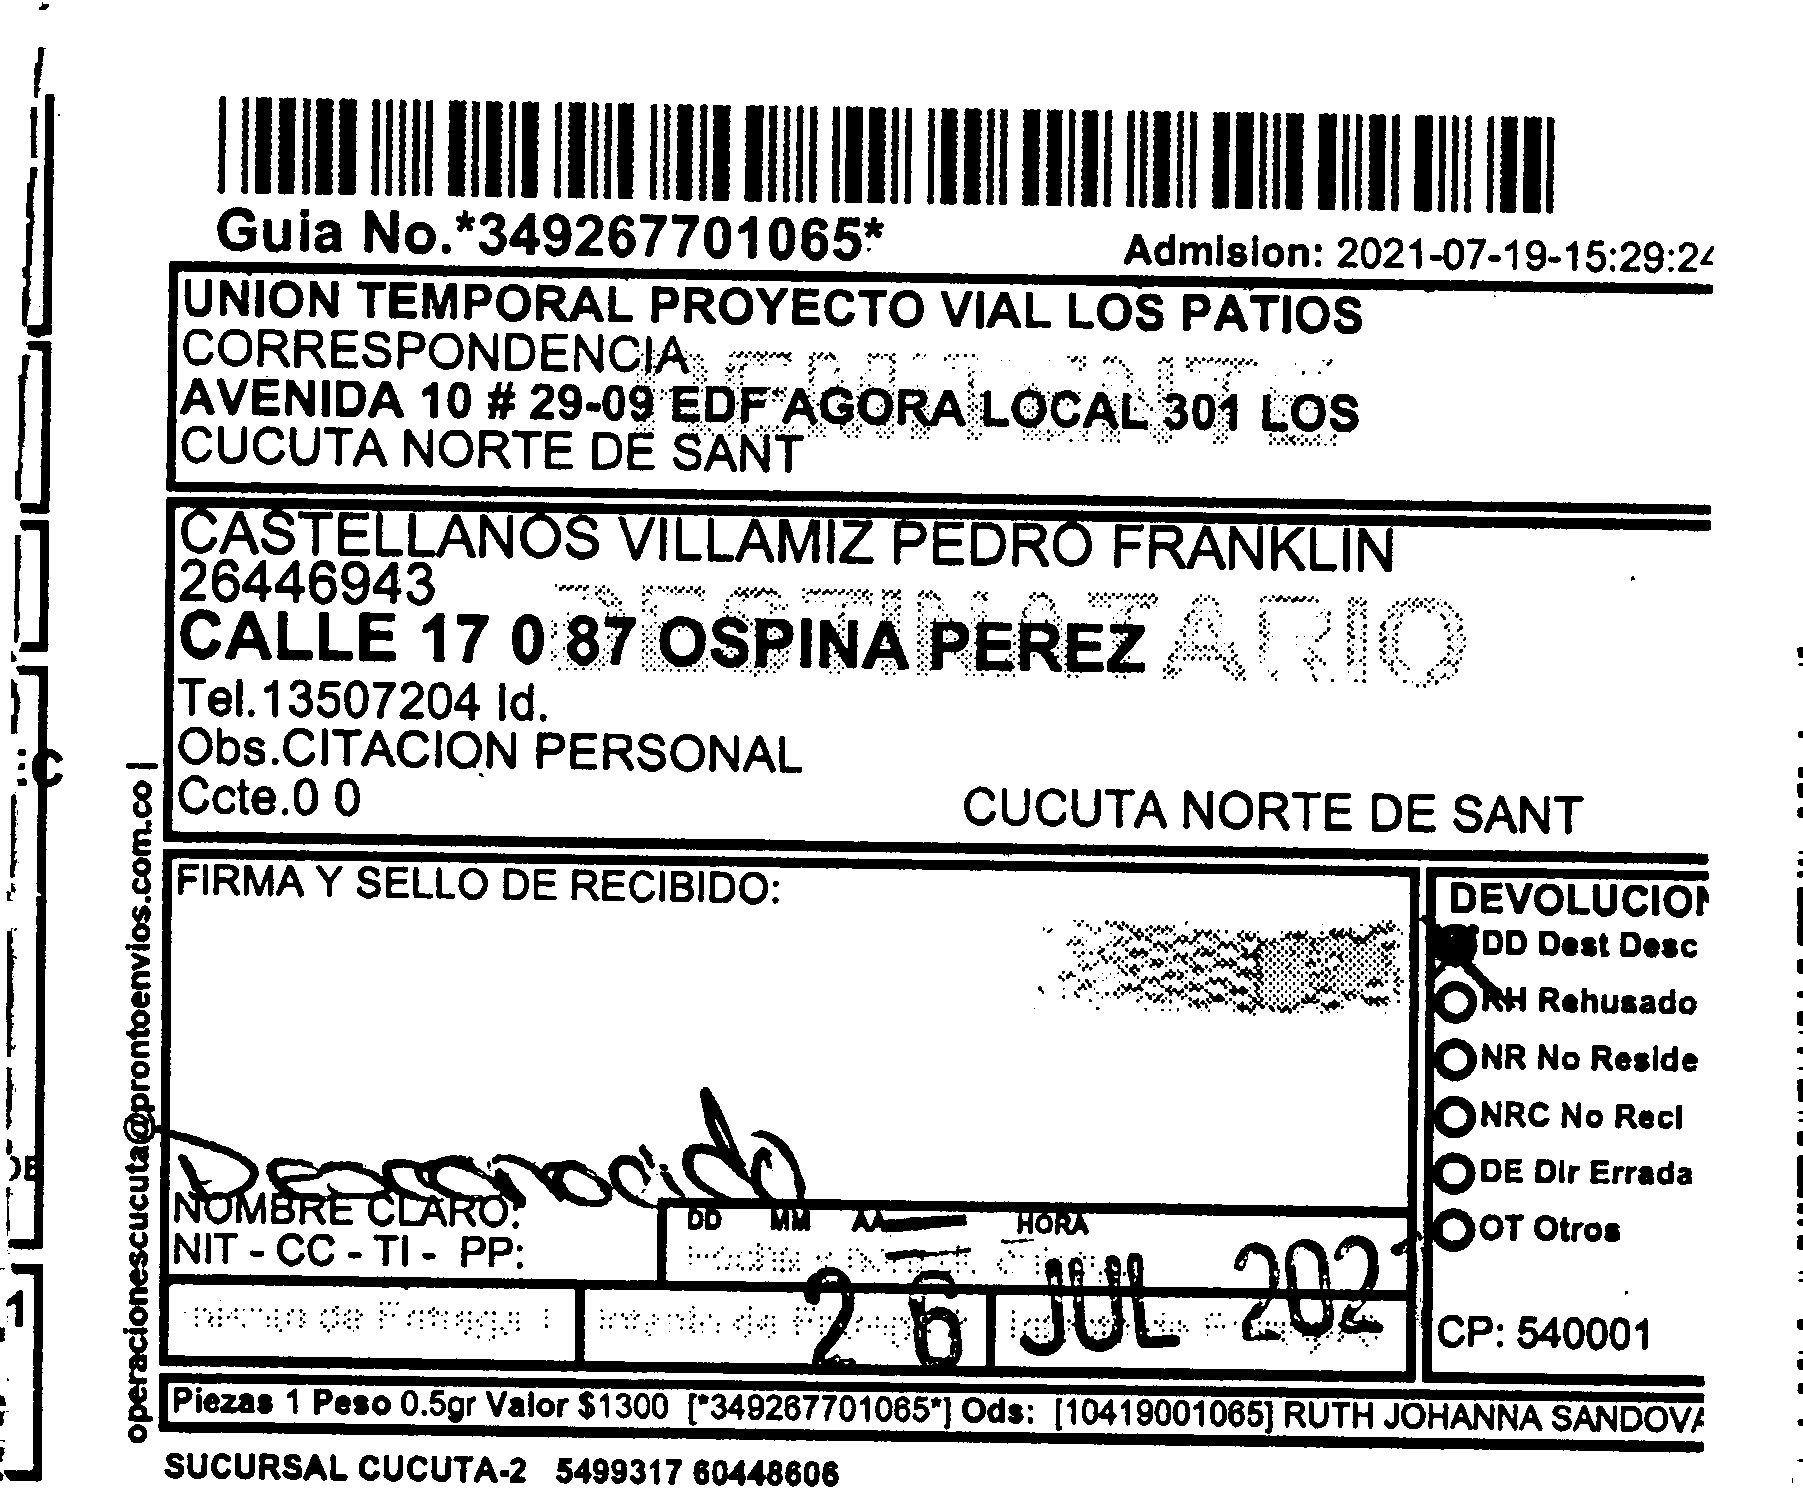 Guia No.*349267701065*
Admision: 2021-07-19-15:29:24
UNION TEMPORAL PROYECTO VIAL LOS PATIOS
CORRESPONDENCIA
REMITENTE
AVENIDA 10 # 29-09 EDF AGORA LOCAL 301 LOS
CUCUTA NORTE DE SANT
CASTELLANOS VILLAMIZ PEDRO FRANKLIN
26446943
DESTINATARIO
CALLE 17 0 87 OSPINA PEREZ
Tel.13507204 Id.
Obs.CITACION PERSONAL
Ccte.0 0
CUCUTA NORTE DE SANT
operacionescucuta@prontoenvios.com.co |
FIRMA Y SELLO DE RECIBIDO:
DEVOLUCION
DD Dest Desc
RH Rehusado
NR No Reside
NRC No Recl
DE Dir Errada
OT Otros
Desconocido
NOMBRE CLARO:
NIT - CC - TI - PP:
DD MM AA HORA
26 JUL 202
CP: 540001
Piezas 1 Peso 0.5gr Valor $1300 [*349267701065*] Ods: [10419001065] RUTH JOHANNA SANDOVA
SUCURSAL CUCUTA-2 5499317 60448606